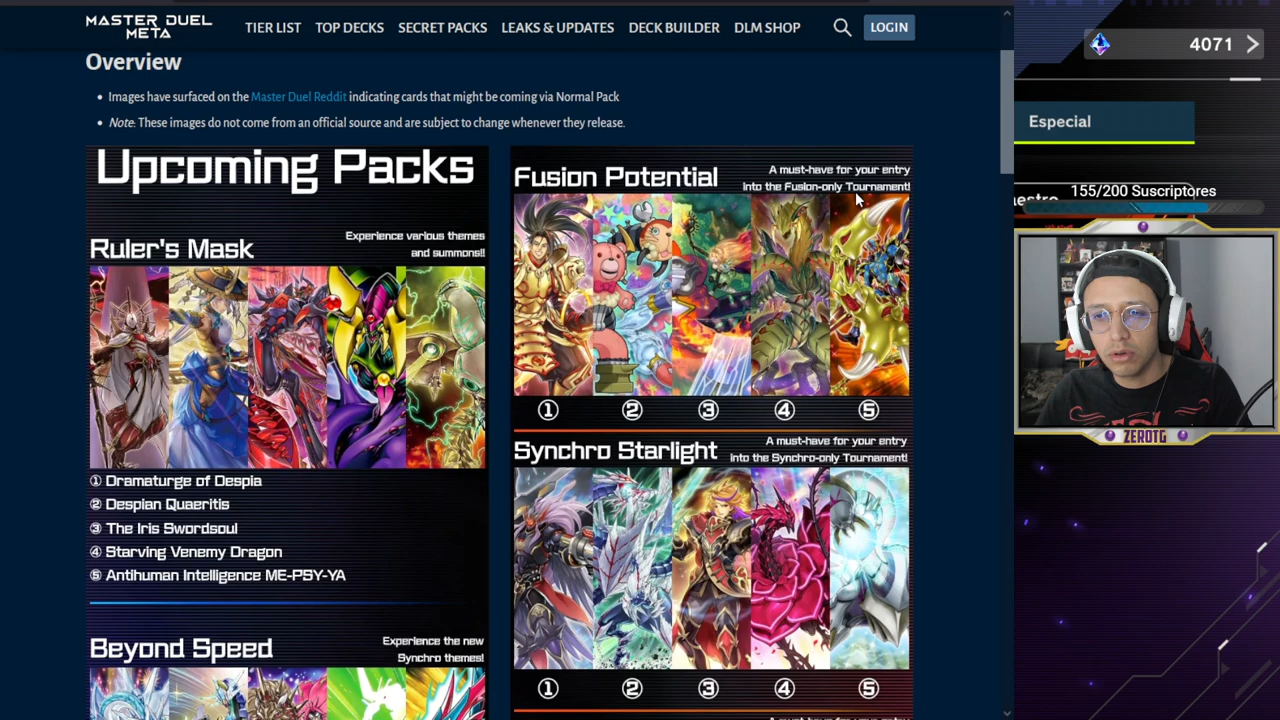 MASTER DUEL
META
TIER LIST
TOP DECKS
SECRET PACKS
LEAKS & UPDATES
DECK BUILDER
DLM SHOP
LOGIN
Overview
Images have surfaced on the Master Duel Reddit indicating cards that might be coming via Normal Pack
Note: These images do not come from an official source and are subject to change whenever they release.
Upcoming Packs
Ruler's Mask
Experience various themes
and summons!!
① Dramaturge of Despia
② Despian Quaeritis
③ The Iris Swordsoul
④ Starving Venemy Dragon
⑤ Antihuman Intelligence ME-PSY-YA
Beyond Speed
Experience the new
Synchro themes!
Fusion Potential
A must-have for your entry
into the Fusion-only Tournament!
① ② ③ ④ ⑤
Synchro Starlight
A must-have for your entry
into the Synchro-only Tournament!
① ② ③ ④ ⑤
4071
Especial
155/200 Suscriptores
ZEROTG